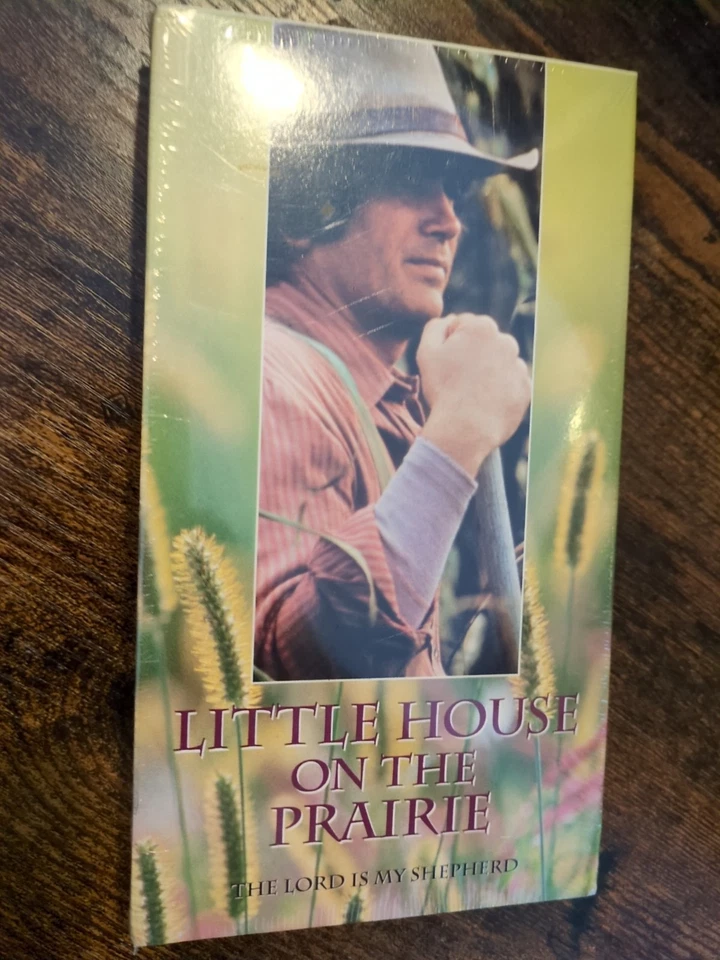 LITTLE HOUSE
ON THE
PRAIRIE
THE LORD IS MY SHEPHERD